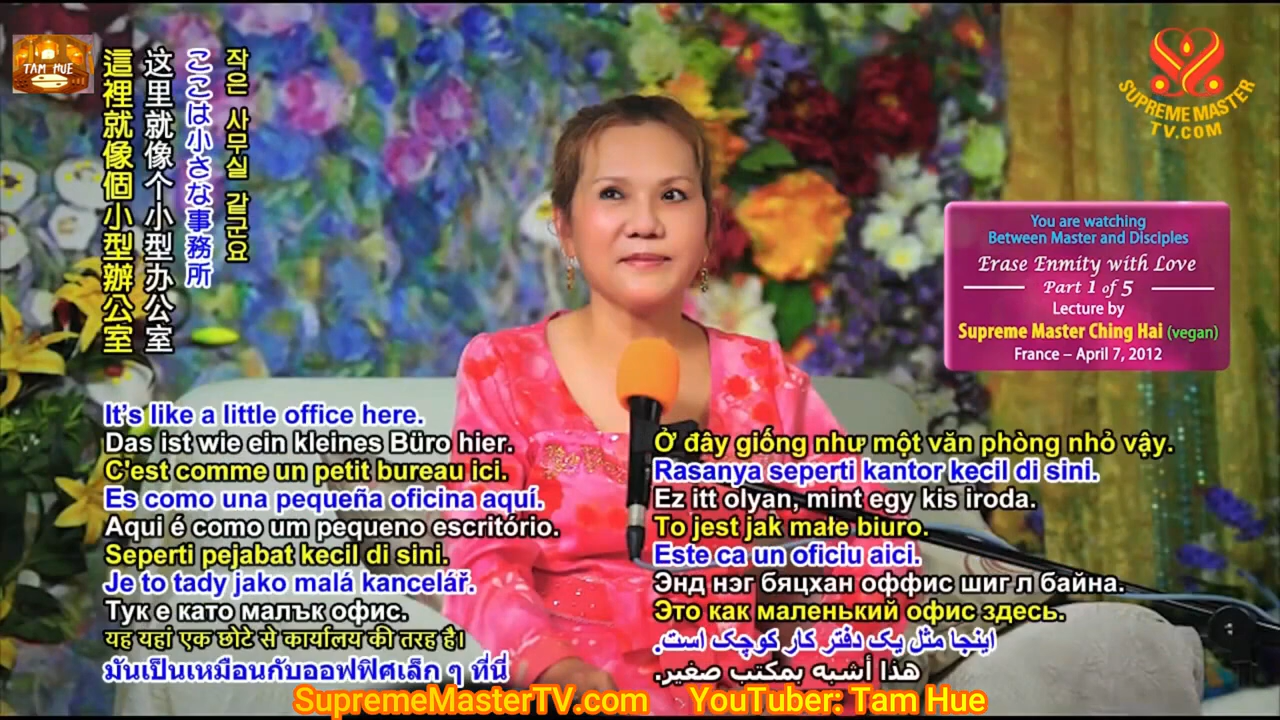 TAM HUE
這裡就像個小型辦公室
这里就像个小型办公室
ここは小さな事務所
작은 사무실 같군요
SUPREME MASTER
TV.COM
You are watching
Between Master and Disciples
Erase Enmity with Love
Part 1 of 5
Lecture by
Supreme Master Ching Hai (vegan)
France – April 7, 2012
It's like a little office here.
Das ist wie ein kleines Büro hier.
C'est comme un petit bureau ici.
Es como una pequeña oficina aquí.
Aqui é como um pequeno escritório.
Seperti pejabat kecil di sini.
Je to tady jako malá kancelář.
Тук е като малък офис.
यह यहां एक छोटे से कार्यालय की तरह है।
มันเป็นเหมือนกับออฟฟิศเล็ก ๆ ที่นี่
Ở đây giống như một văn phòng nhỏ vậy.
Rasanya seperti kantor kecil di sini.
Ez itt olyan, mint egy kis iroda.
To jest jak małe biuro.
Este ca un oficiu aici.
Энд нэг бяцхан оффис шиг л байна.
Это как маленький офис здесь.
اینجا مثل یک دفتر کار کوچک است.
هذا أشبه بمكتب صغير.
SupremeMasterTV.com YouTuber: Tam Hue